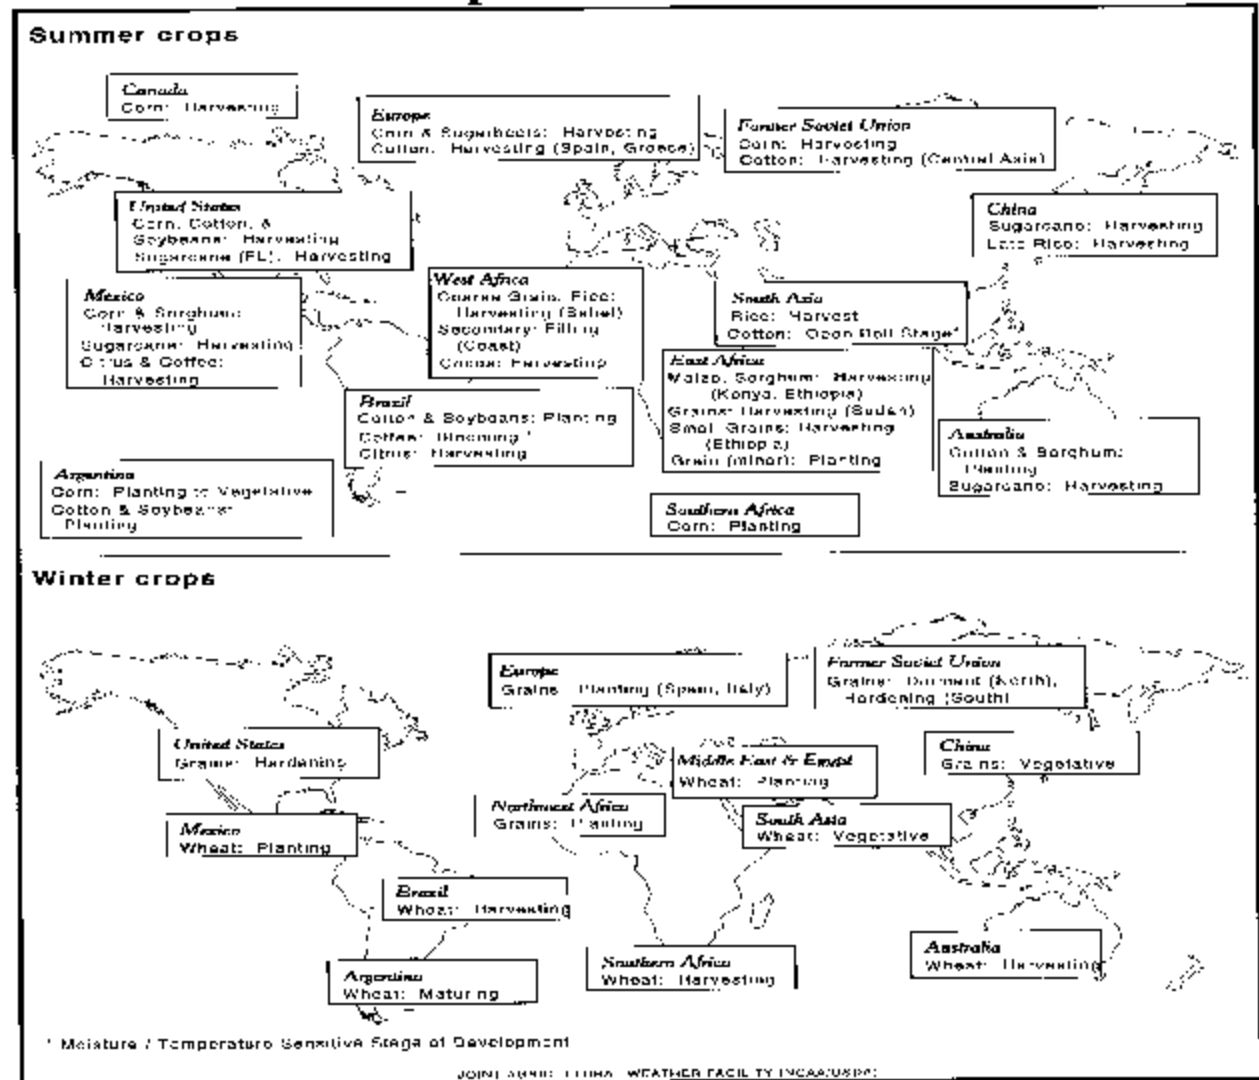 Summer crops
Canada
Corn: Harvesting
Europe
Corn & Sugarbeets: Harvesting
Cotton: Harvesting (Spain, Greece)
Former Soviet Union
Corn: Harvesting
Cotton: Harvesting (Central Asia)
United States
Corn, Cotton, &
Soybeans: Harvesting
Sugarcane (FL): Harvesting
China
Sugarcane: Harvesting
Late Rice: Harvesting
Mexico
Corn & Sorghum:
Harvesting
Sugarcane: Harvesting
Citrus & Coffee:
Harvesting
West Africa
Coarse Grain, Rice:
Harvesting (Sahel)
Secondary: Filling
(Coast)
Cocoa: Harvesting
South Asia
Rice: Harvest
Cotton: Open Boll Stage*
East Africa
Maize, Sorghum: Harvesting
(Kenya, Ethiopia)
Grains: Harvesting (Sudan)
Small Grains: Harvesting
(Ethiopia)
Grain (minor): Planting
Brazil
Cotton & Soybeans: Planting
Coffee: Blooming *
Citrus: Harvesting
Australia
Cotton & Sorghum:
Planting
Sugarcane: Harvesting
Argentina
Corn: Planting to Vegetative
Cotton & Soybeans:
Planting
Southern Africa
Corn: Planting
Winter crops
Europe
Grains: Planting (Spain, Italy)
Former Soviet Union
Grains: Dormant (North),
Hardening (South)
United States
Grains: Hardening
Middle East & Egypt
Wheat: Planting
China
Grains: Vegetative
Northwest Africa
Grains: Planting
South Asia
Wheat: Vegetative
Mexico
Wheat: Planting
Brazil
Wheat: Harvesting
Argentina
Wheat: Maturing
Southern Africa
Wheat: Harvesting
Australia
Wheat: Harvesting
* Moisture / Temperature Sensitive Stage of Development
JOINT AGRICULTURAL WEATHER FACILITY (NOAA/USDA)